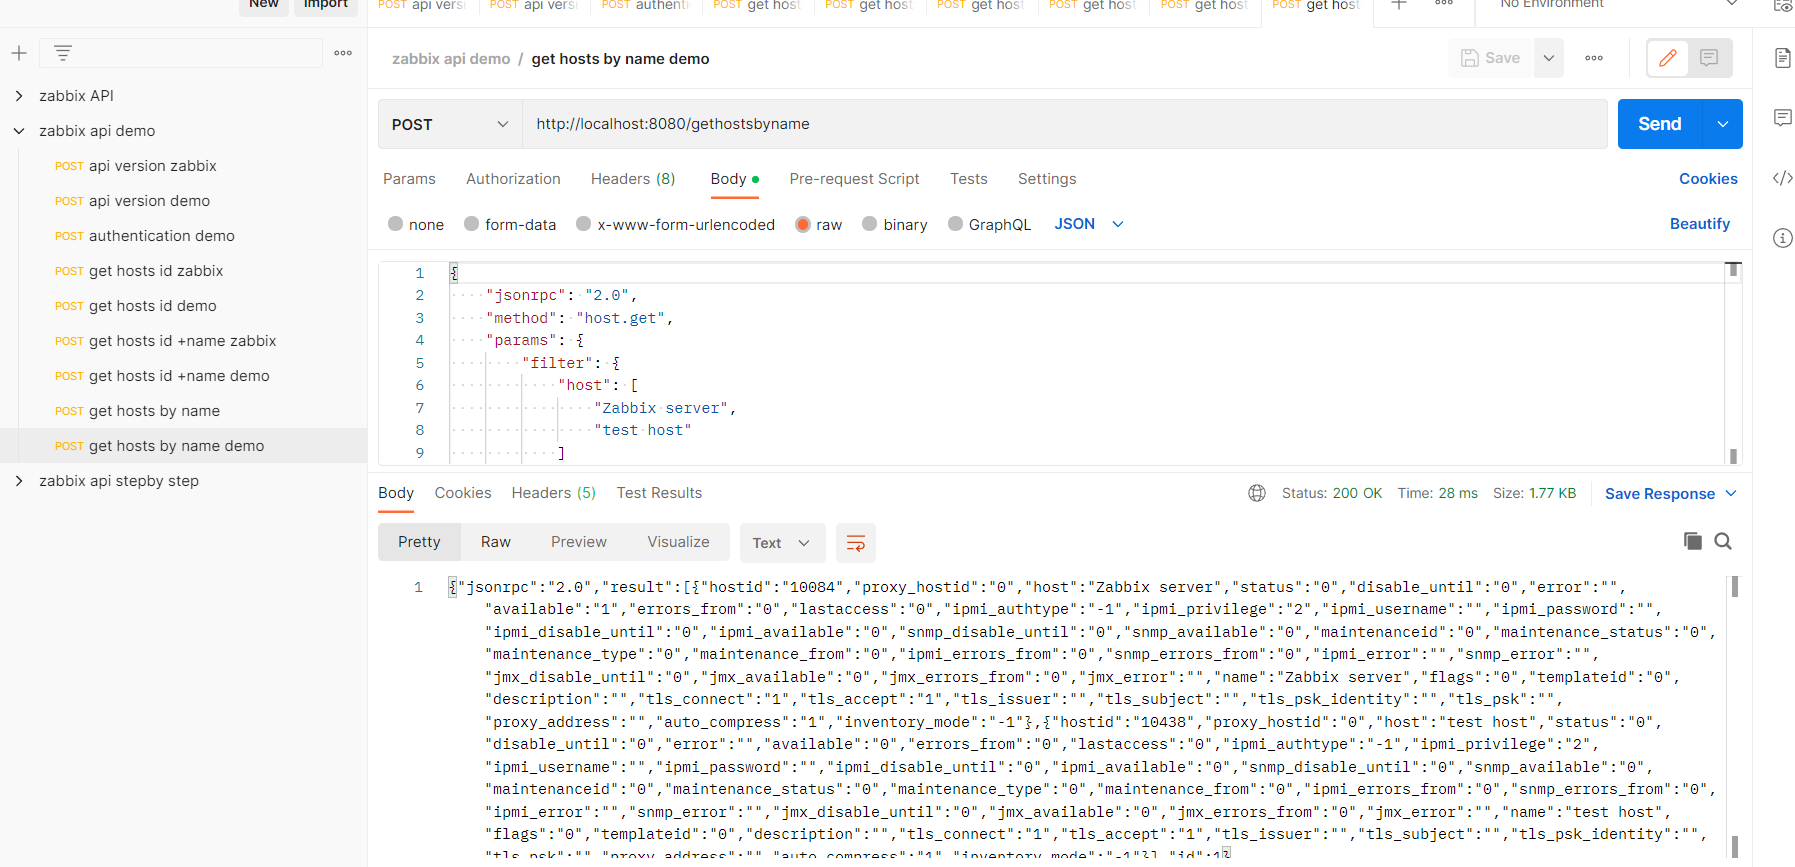 New Import
POST api versi POST api versi POST authenti POST get host POST get host POST get host POST get host POST get host POST get host No Environment
zabbix api demo / get hosts by name demo
Save
zabbix API
zabbix api demo
POST api version zabbix
POST api version demo
POST authentication demo
POST get hosts id zabbix
POST get hosts id demo
POST get hosts id +name zabbix
POST get hosts id +name demo
POST get hosts by name
POST get hosts by name demo
zabbix api stepby step
POST http://localhost:8080/gethostsbyname Send
Params Authorization Headers (8) Body Pre-request Script Tests Settings Cookies
none form-data x-www-form-urlencoded raw binary GraphQL JSON Beautify
1 {
2 "jsonrpc": "2.0",
3 "method": "host.get",
4 "params": {
5 "filter": {
6 "host": [
7 "Zabbix server",
8 "test host"
9 ]
Body Cookies Headers (5) Test Results Status: 200 OK Time: 28 ms Size: 1.77 KB Save Response
Pretty Raw Preview Visualize Text
1 {"jsonrpc":"2.0","result":[{"hostid":"10084","proxy_hostid":"0","host":"Zabbix server","status":"0","disable_until":"0","error":"",
"available":"1","errors_from":"0","lastaccess":"0","ipmi_authtype":"-1","ipmi_privilege":"2","ipmi_username":"","ipmi_password":"",
"ipmi_disable_until":"0","ipmi_available":"0","snmp_disable_until":"0","snmp_available":"0","maintenanceid":"0","maintenance_status":"0",
"maintenance_type":"0","maintenance_from":"0","ipmi_errors_from":"0","snmp_errors_from":"0","ipmi_error":"","snmp_error":"",
"jmx_disable_until":"0","jmx_available":"0","jmx_errors_from":"0","jmx_error":"","name":"Zabbix server","flags":"0","templateid":"0",
"description":"","tls_connect":"1","tls_accept":"1","tls_issuer":"","tls_subject":"","tls_psk_identity":"","tls_psk":"",
"proxy_address":"","auto_compress":"1","inventory_mode":"-1"},{"hostid":"10438","proxy_hostid":"0","host":"test host","status":"0",
"disable_until":"0","error":"","available":"0","errors_from":"0","lastaccess":"0","ipmi_authtype":"-1","ipmi_privilege":"2",
"ipmi_username":"","ipmi_password":"","ipmi_disable_until":"0","ipmi_available":"0","snmp_disable_until":"0","snmp_available":"0",
"maintenanceid":"0","maintenance_status":"0","maintenance_type":"0","maintenance_from":"0","ipmi_errors_from":"0","snmp_errors_from":"0",
"ipmi_error":"","snmp_error":"","jmx_disable_until":"0","jmx_available":"0","jmx_errors_from":"0","jmx_error":"","name":"test host",
"flags":"0","templateid":"0","description":"","tls_connect":"1","tls_accept":"1","tls_issuer":"","tls_subject":"","tls_psk_identity":"",
"tls_psk":"","proxy_address":"","auto_compress":"1","inventory_mode":"-1"}],"id":1}